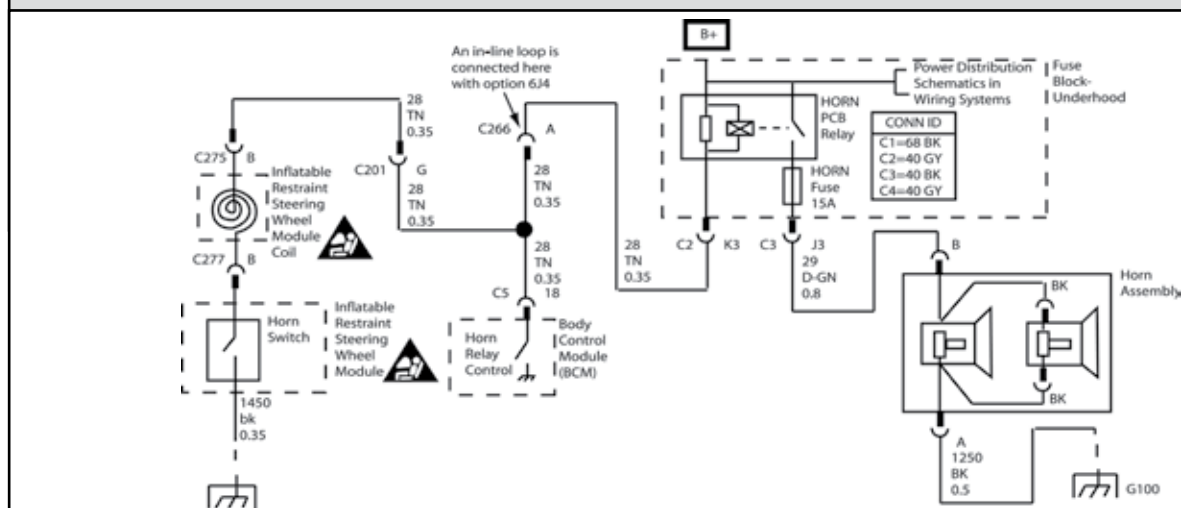 B+
An in-line loop is
connected here
with option 6J4
Power Distribution
Schematics in
Wiring Systems
Fuse
Block-
Underhood
28
TN
0.35
C266 A
HORN
PCB
Relay
CONN ID
C1=68 BK
C2=40 GY
C3=40 BK
C4=40 GY
C275 B
C201 G
Inflatable
Restraint
Steering
Wheel
Module
Coil
28
TN
0.35
28
TN
0.35
HORN
Fuse
15A
C277 B
28
TN
0.35
28
TN
0.35
C2 K3
C3 J3
29
D-GN
0.8
B
Horn
Assembly
BK
BK
C5 18
Horn
Switch
Inflatable
Restraint
Steering
Wheel
Module
Horn
Relay
Control
Body
Control
Module
(BCM)
1450
bk
0.35
A
1250
BK
0.5
G100